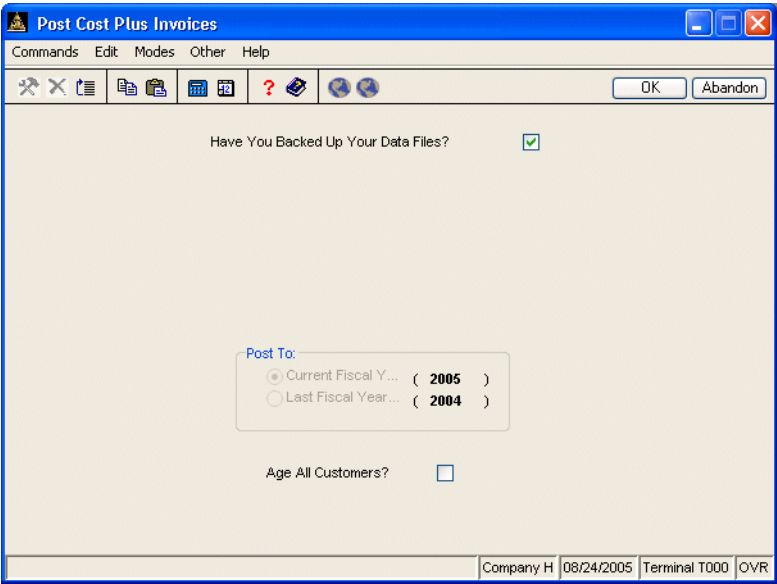 Post Cost Plus Invoices
Commands Edit Modes Other Help
OK Abandon
Have You Backed Up Your Data Files?
Post To:
Current Fiscal Y... ( 2005 )
Last Fiscal Year... ( 2004 )
Age All Customers?
Company H 08/24/2005 Terminal T000 OVR